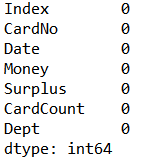 Index 0
CardNo 0
Date 0
Money 0
Surplus 0
CardCount 0
Dept 0
dtype: int64